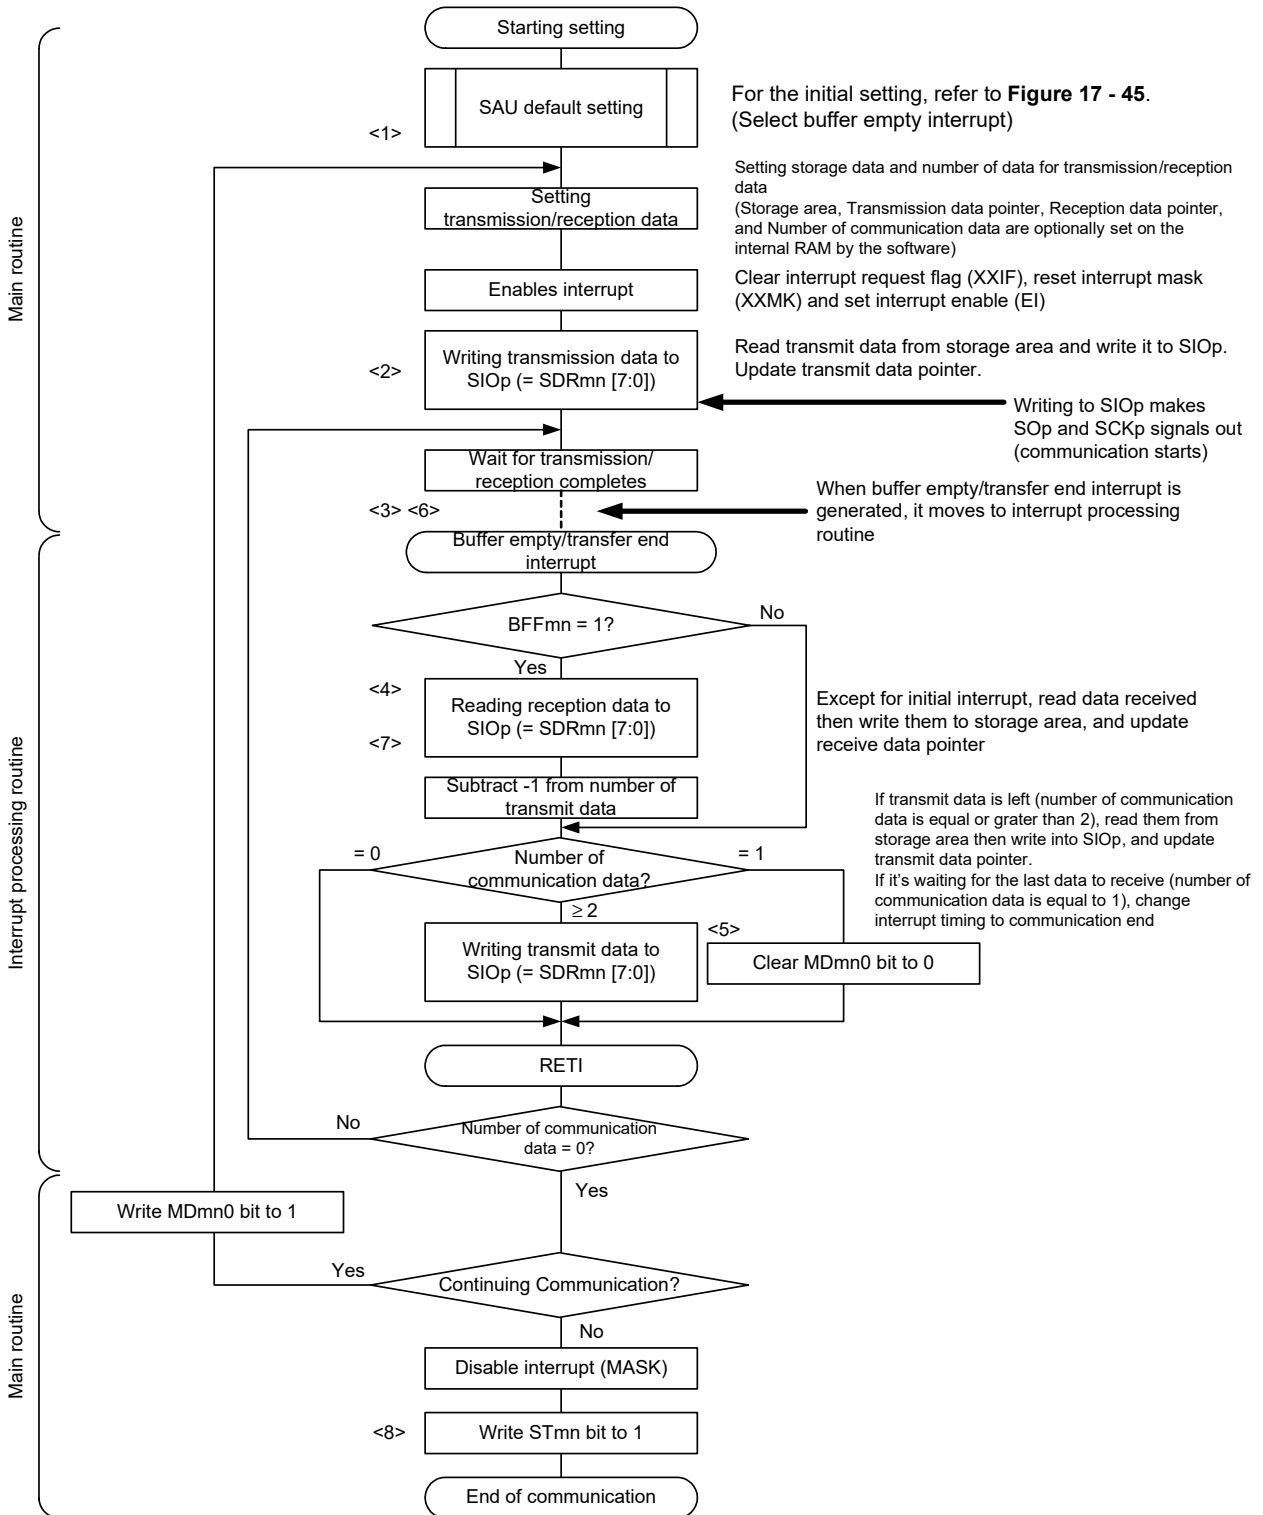 Starting setting
SAU default setting
For the initial setting, refer to Figure 17 - 45.
(Select buffer empty interrupt)
<1>
Setting storage data and number of data for transmission/reception
data
(Storage area, Transmission data pointer, Reception data pointer,
and Number of communication data are optionally set on the
internal RAM by the software)
Setting
transmission/reception data
Main routine
Enables interrupt
Clear interrupt request flag (XXIF), reset interrupt mask
(XXMK) and set interrupt enable (EI)
<2>
Writing transmission data to
SIOp (= SDRmn [7:0])
Read transmit data from storage area and write it to SIOp.
Update transmit data pointer.
Writing to SIOp makes
SOp and SCKp signals out
(communication starts)
Wait for transmission/
reception completes
<3> <6>
When buffer empty/transfer end interrupt is
generated, it moves to interrupt processing
routine
Buffer empty/transfer end
interrupt
BFFmn = 1?
No
Yes
<4>
Reading reception data to
SIOp (= SDRmn [7:0])
<7>
Except for initial interrupt, read data received
then write them to storage area, and update
receive data pointer
Interrupt processing routine
Subtract -1 from number of
transmit data
If transmit data is left (number of communication
data is equal or grater than 2), read them from
storage area then write into SIOp, and update
transmit data pointer.
If it's waiting for the last data to receive (number of
communication data is equal to 1), change
interrupt timing to communication end
= 0
Number of
communication data?
= 1
≥ 2
<5>
Writing transmit data to
SIOp (= SDRmn [7:0])
Clear MDmn0 bit to 0
RETI
No
Number of communication
data = 0?
Yes
Write MDmn0 bit to 1
Yes
Continuing Communication?
No
Main routine
Disable interrupt (MASK)
<8>
Write STmn bit to 1
End of communication